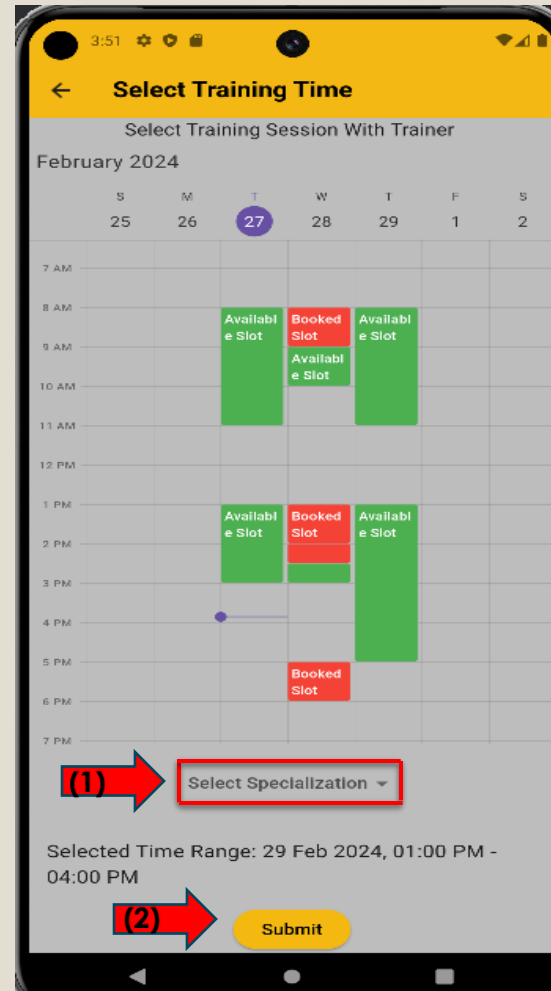 3:51
Select Training Time
Select Training Session With Trainer
February 2024
S M T W T F S
25 26 27 28 29 1 2
7 AM
8 AM
Availabl Booked Availabl
e Slot Slot e Slot
9 AM
Availabl
e Slot
10 AM
11 AM
12 PM
1 PM
Availabl Booked Availabl
e Slot Slot e Slot
2 PM
3 PM
4 PM
5 PM
Booked
Slot
6 PM
7 PM
(1) Select Specialization
Selected Time Range: 29 Feb 2024, 01:00 PM -
04:00 PM
(2) Submit